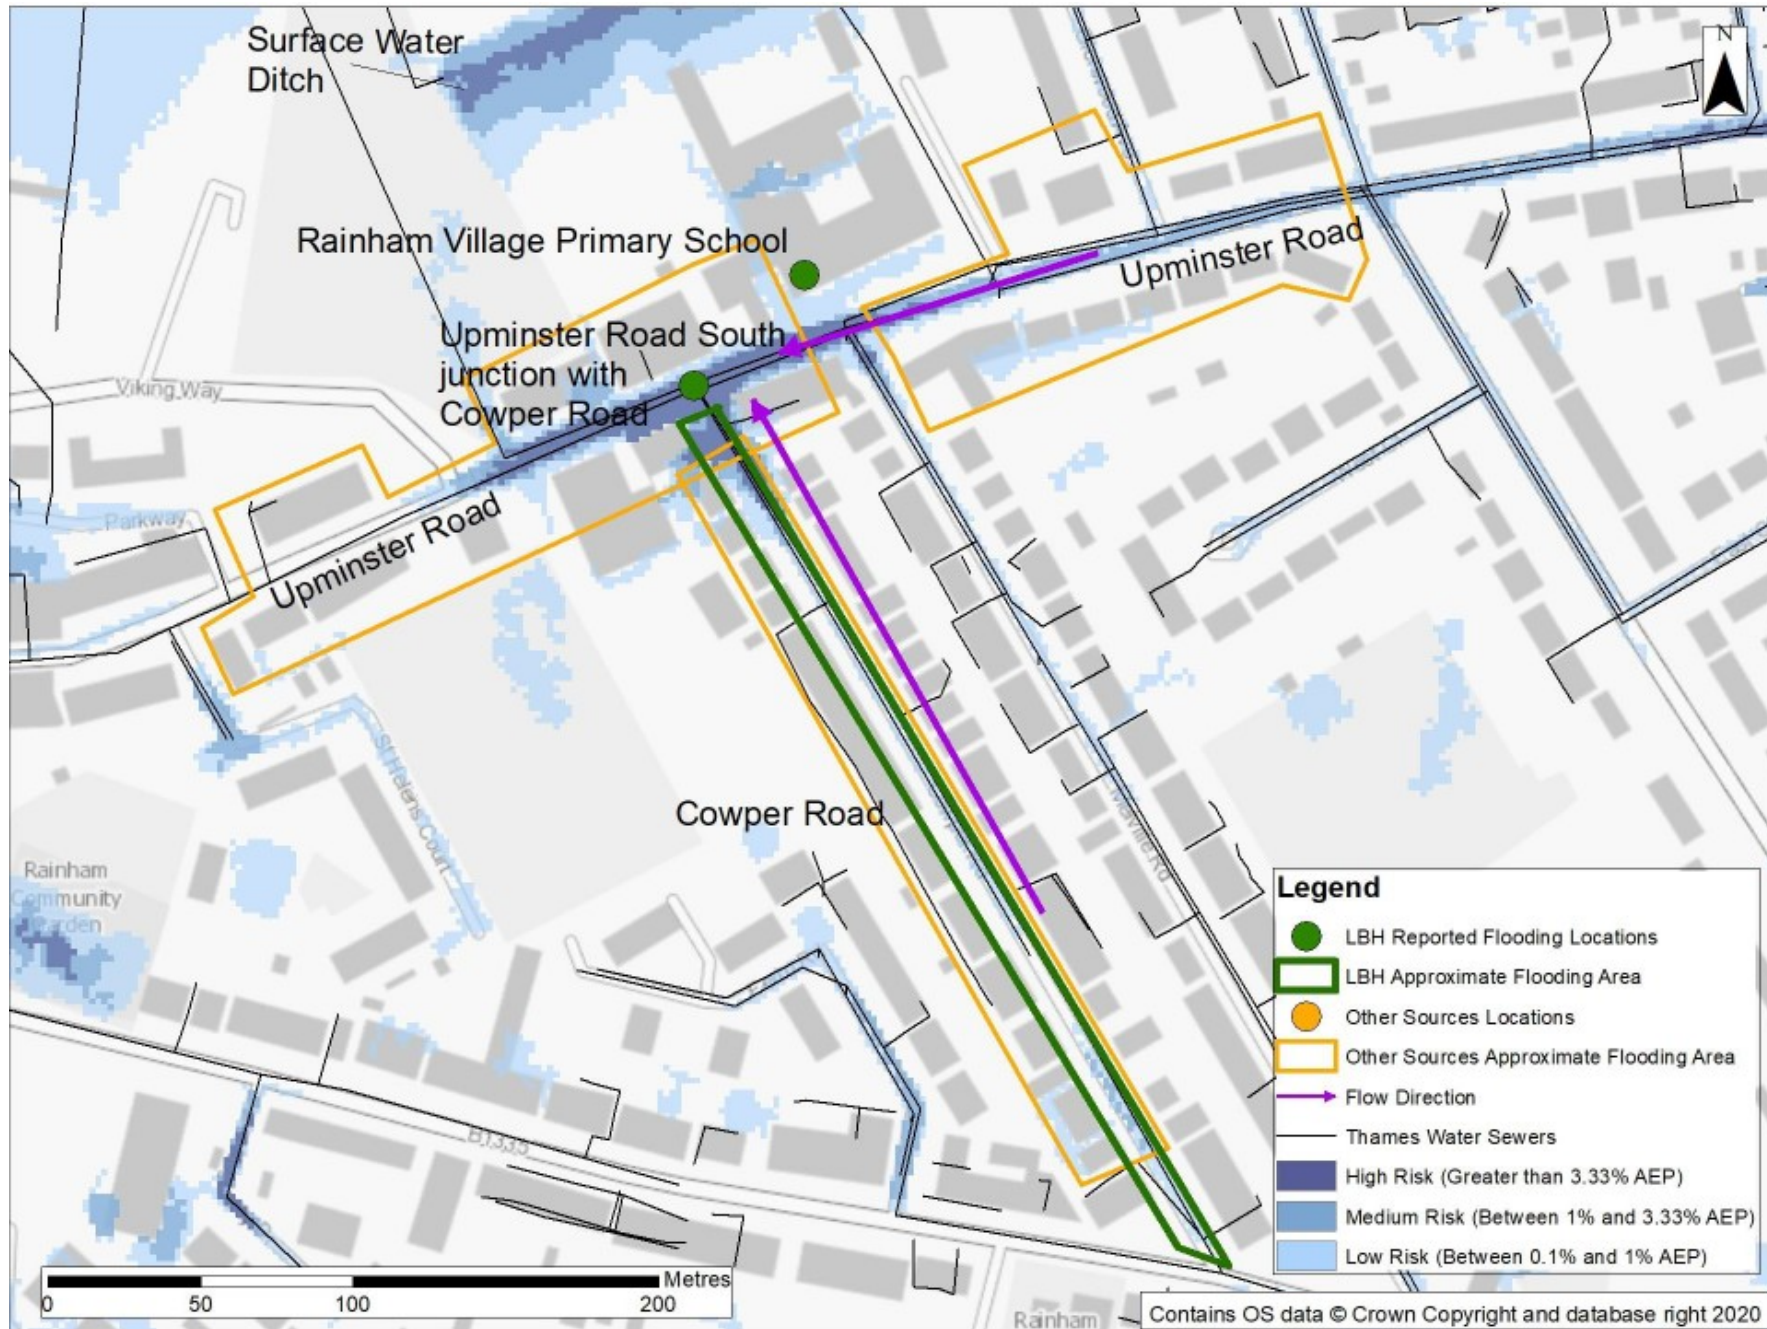 Surface Water
Ditch
N
Rainham Village Primary School
Upminster Road
Upminster Road South
junction with
Cowper Road
Viking Way
Parkway
Upminster Road
St Helens Court
Cowper Road
Melville Rd
Rainham
Community
Garden
B1335
Legend
LBH Reported Flooding Locations
LBH Approximate Flooding Area
Other Sources Locations
Other Sources Approximate Flooding Area
Flow Direction
Thames Water Sewers
High Risk (Greater than 3.33% AEP)
Medium Risk (Between 1% and 3.33% AEP)
Low Risk (Between 0.1% and 1% AEP)
Metres
0 50 100 200
Rainham
Contains OS data © Crown Copyright and database right 2020